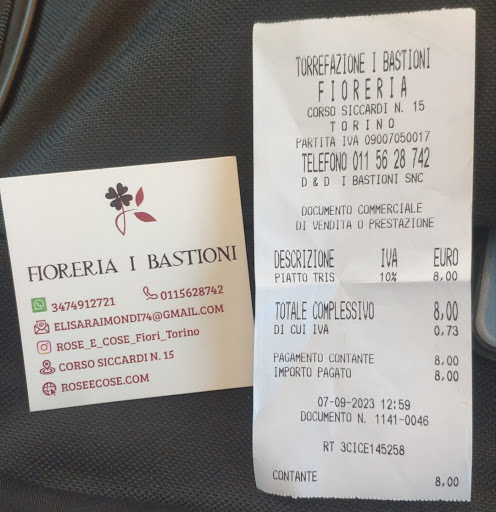 FIORERIA I BASTIONI
3474912721 0115628742
ELISARAIMONDI74@GMAIL.COM
ROSE_E_COSE_Fiori_Torino
CORSO SICCARDI N. 15
ROSEECOSE.COM
TORREFAZIONE I BASTIONI
FIORERIA
CORSO SICCARDI N. 15
TORINO
PARTITA IVA 09007050017
TELEFONO 011 56 28 742
D & D I BASTIONI SNC
DOCUMENTO COMMERCIALE
DI VENDITA O PRESTAZIONE
DESCRIZIONE IVA EURO
PIATTO TRIS 10% 8,00
TOTALE COMPLESSIVO 8,00
DI CUI IVA 0,73
PAGAMENTO CONTANTE 8,00
IMPORTO PAGATO 8,00
07-09-2023 12:59
DOCUMENTO N. 1141-0046
RT 3CICE145258
CONTANTE 8,00